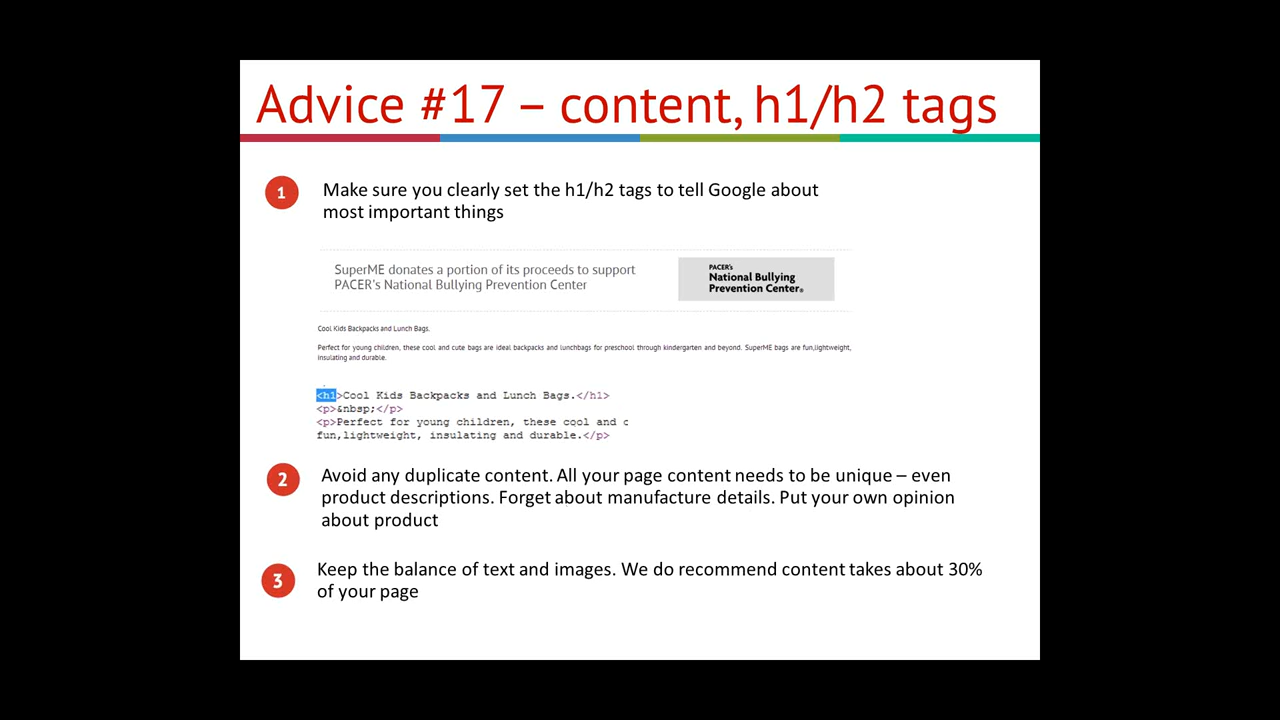 Advice #17 – content, h1/h2 tags
1
Make sure you clearly set the h1/h2 tags to tell Google about
most important things
SuperME donates a portion of its proceeds to support
PACER's National Bullying Prevention Center
PACER's
National Bullying
Prevention Center®
Cool Kids Backpacks and Lunch Bags.
Perfect for young children, these cool and cute bags are ideal backpacks and lunchbags for preschool through kindergarten and beyond. SuperME bags are fun,lightweight,
insulating and durable.
<h1>Cool Kids Backpacks and Lunch Bags.</h1>
<p>&nbsp;</p>
<p>Perfect for young children, these cool and c
fun,lightweight, insulating and durable.</p>
2
Avoid any duplicate content. All your page content needs to be unique – even
product descriptions. Forget about manufacture details. Put your own opinion
about product
3
Keep the balance of text and images. We do recommend content takes about 30%
of your page